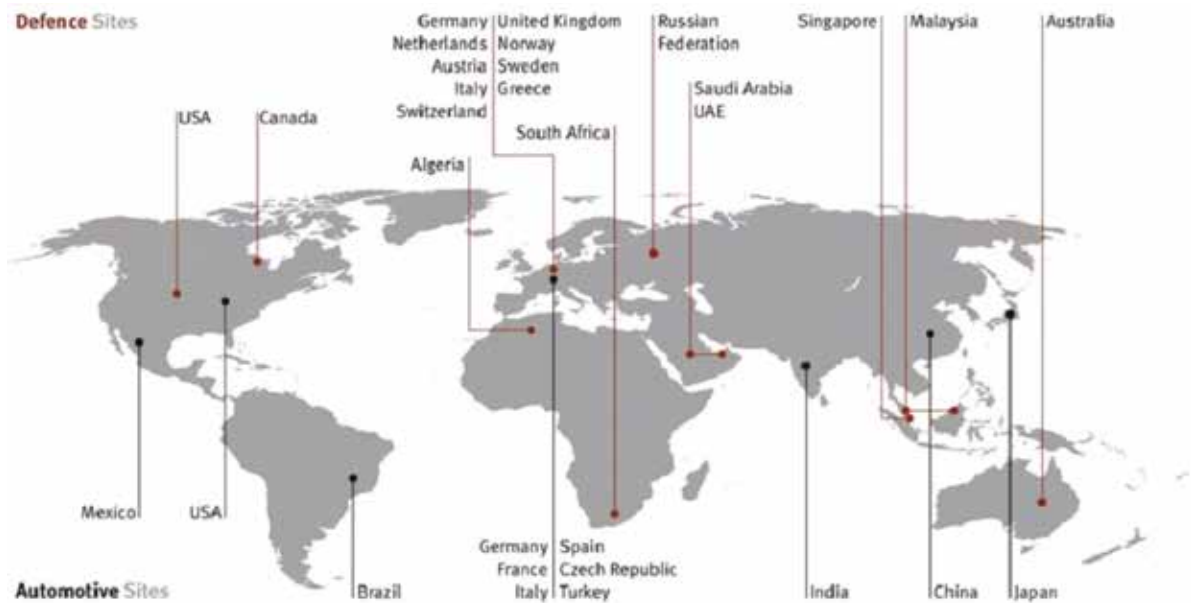 Defence Sites
Germany United Kingdom
Netherlands Norway
Austria Sweden
Italy Greece
Switzerland
Russian
Federation
Singapore
Malaysia
Australia
Saudi Arabia
UAE
USA
Canada
South Africa
Algeria
Mexico
USA
Germany Spain
France Czech Republic
Italy Turkey
Automotive Sites
Brazil
India
China
Japan